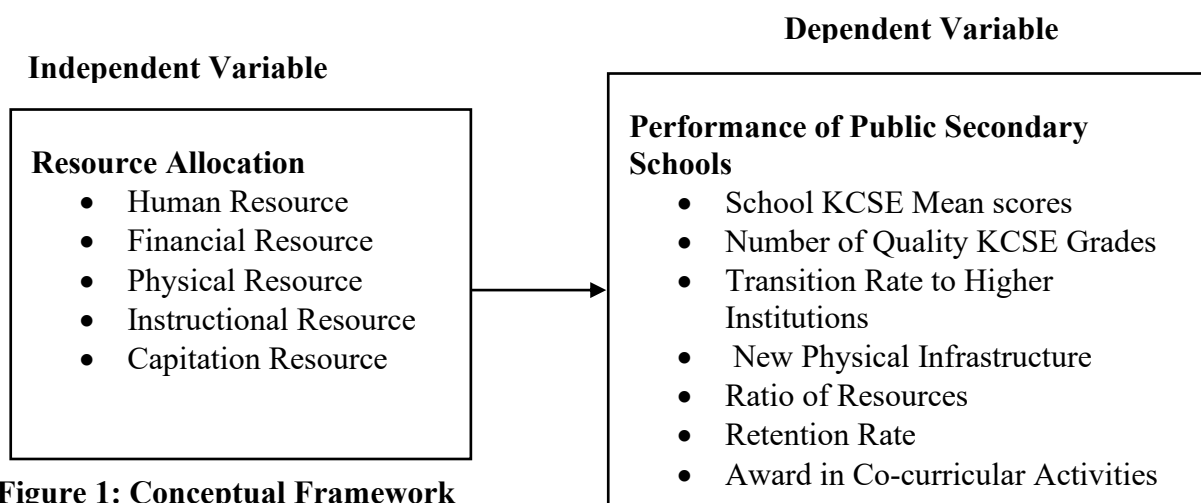 Independent Variable
Resource Allocation
• Human Resource
• Financial Resource
• Physical Resource
• Instructional Resource
• Capitation Resource
Dependent Variable
Performance of Public Secondary
Schools
• School KCSE Mean scores
• Number of Quality KCSE Grades
• Transition Rate to Higher
Institutions
• New Physical Infrastructure
• Ratio of Resources
• Retention Rate
• Award in Co-curricular Activities
Figure 1: Conceptual Framework